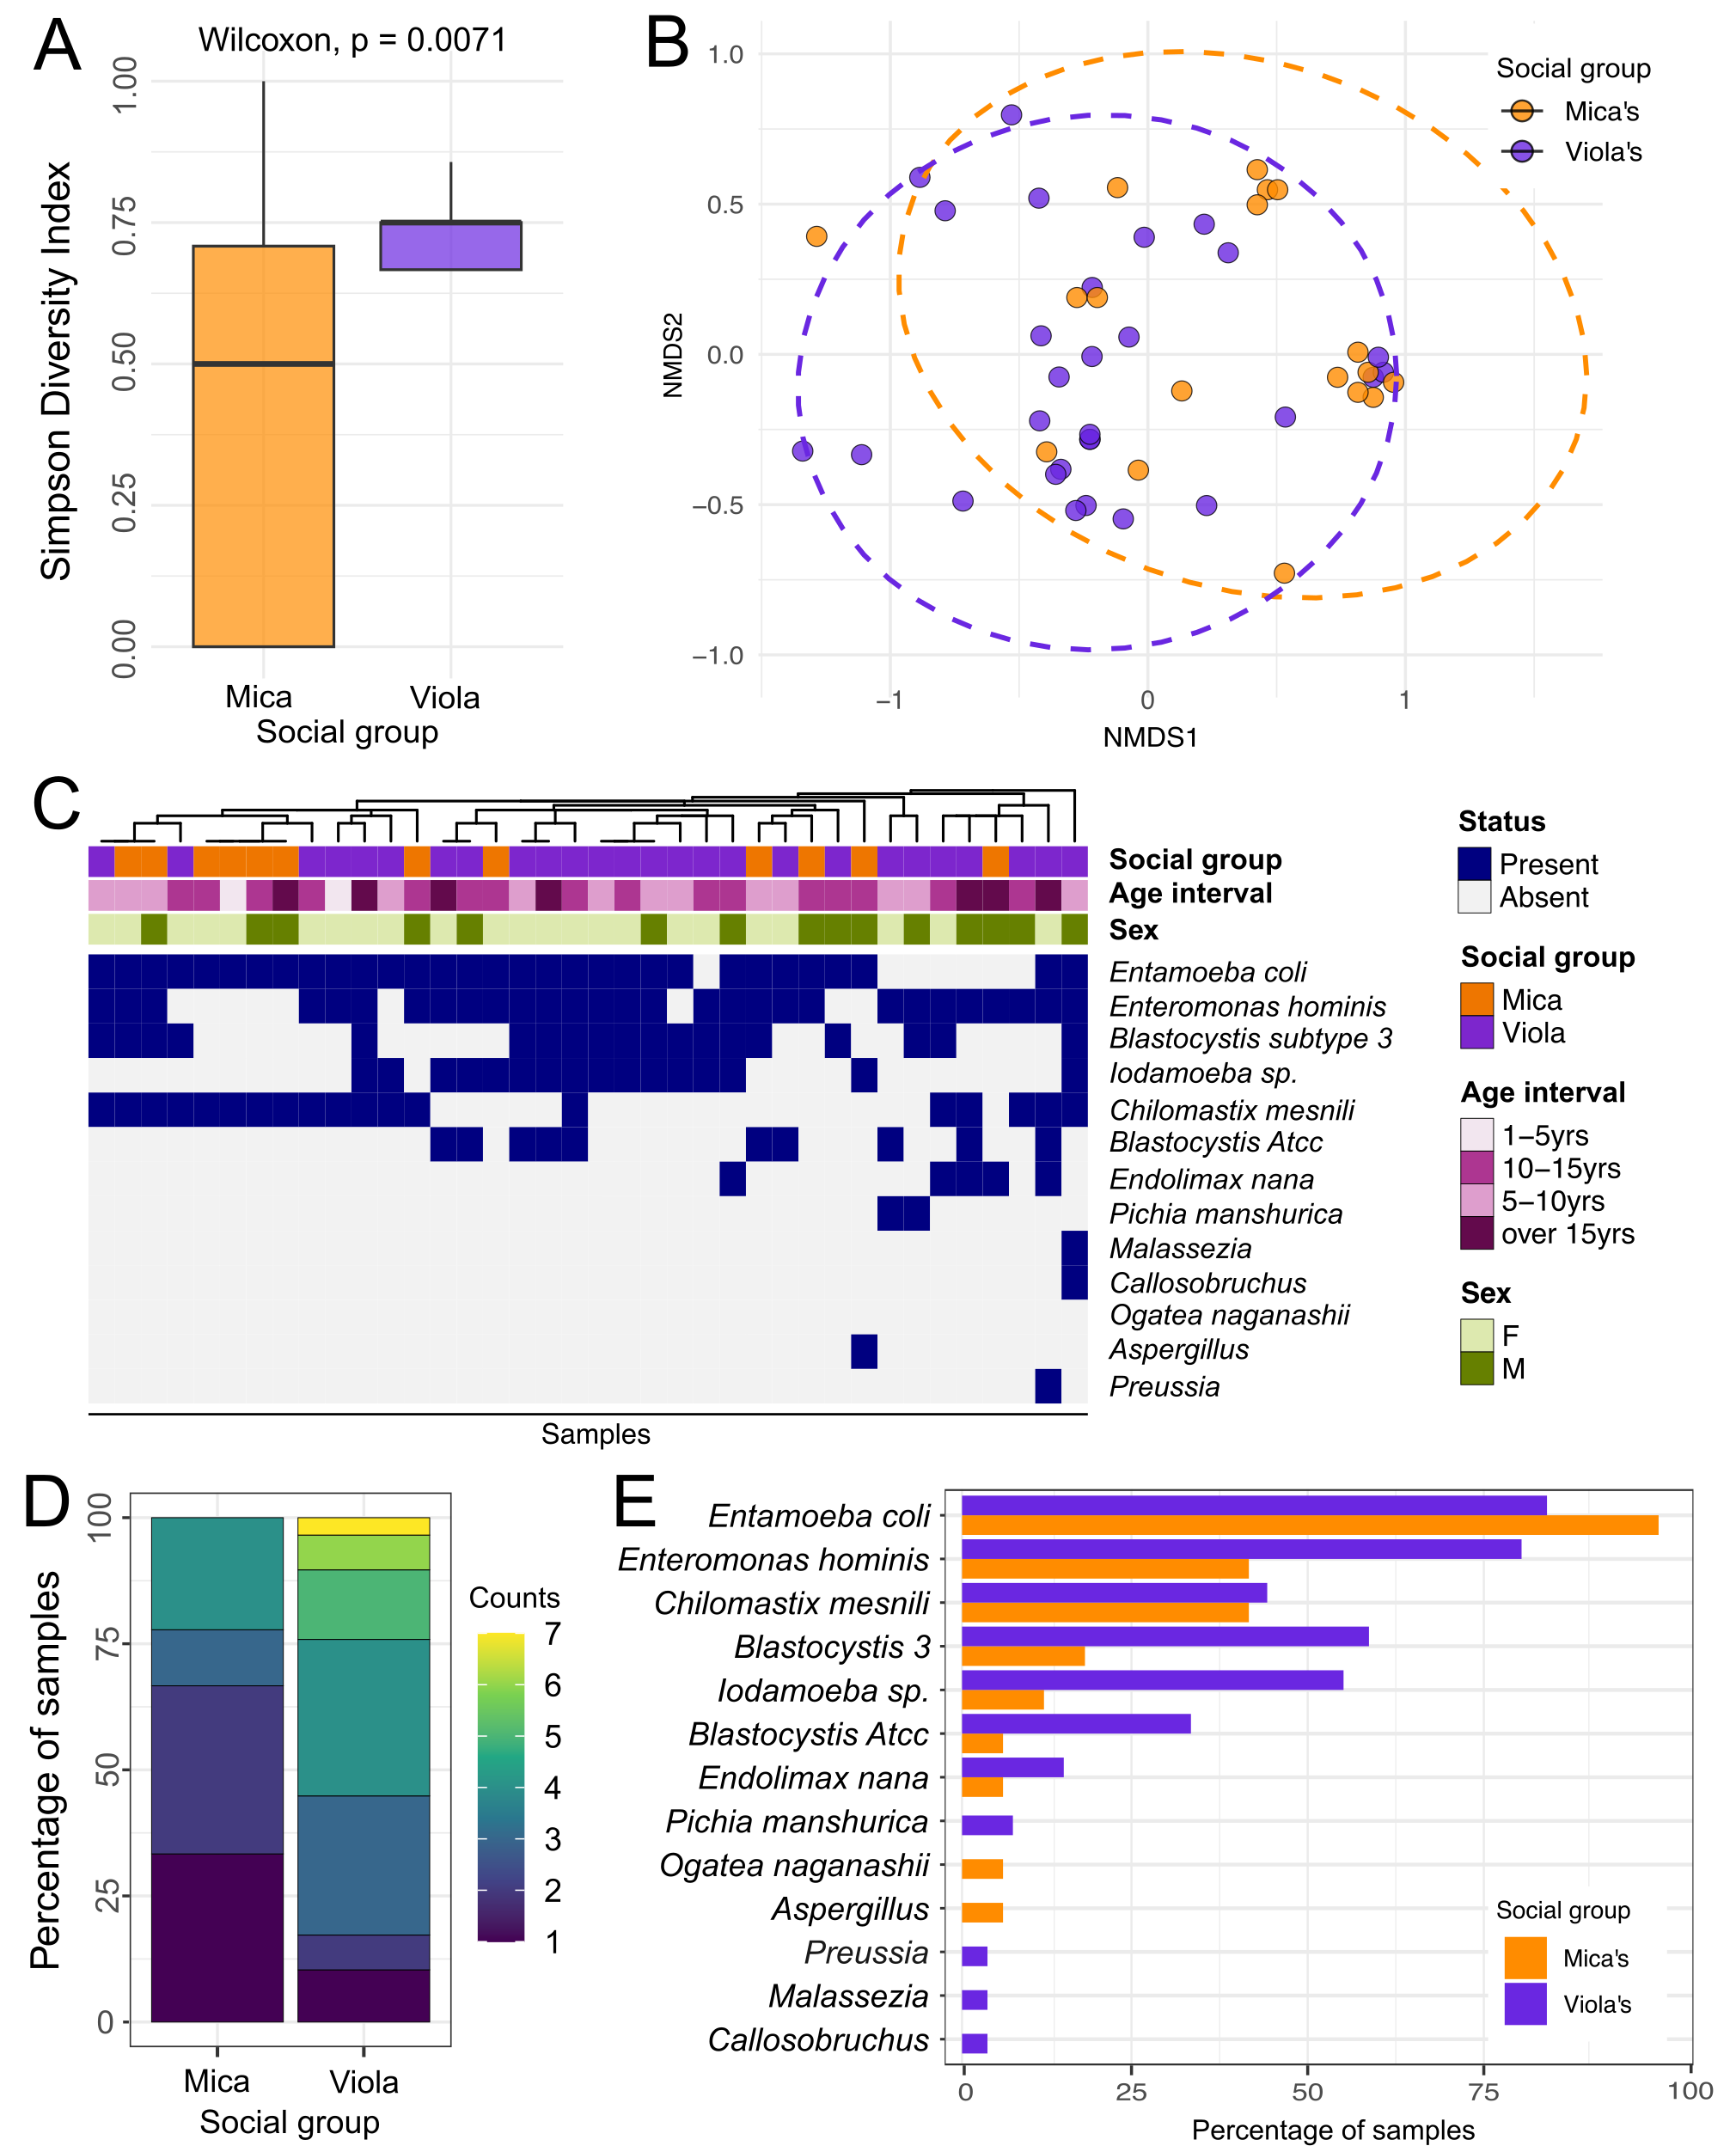 A
Wilcoxon, p = 0.0071
Simpson Diversity Index
1.00
0.75
0.50
0.25
0.00
Mica
Viola
Social group
B
NMDS2
1.0
0.5
0.0
−0.5
−1.0
−1
0
1
NMDS1
Social group
Mica's
Viola's
C
Social group
Age interval
Sex
Entamoeba coli
Enteromonas hominis
Blastocystis subtype 3
Iodamoeba sp.
Chilomastix mesnili
Blastocystis Atcc
Endolimax nana
Pichia manshurica
Malassezia
Callosobruchus
Ogatea naganashii
Aspergillus
Preussia
Samples
Status
Present
Absent
Social group
Mica
Viola
Age interval
1−5yrs
10−15yrs
5−10yrs
over 15yrs
Sex
F
M
D
Percentage of samples
100
75
50
25
0
Mica
Viola
Social group
Counts
7
6
5
4
3
2
1
E
Entamoeba coli
Enteromonas hominis
Chilomastix mesnili
Blastocystis 3
Iodamoeba sp.
Blastocystis Atcc
Endolimax nana
Pichia manshurica
Ogatea naganashii
Aspergillus
Preussia
Malassezia
Callosobruchus
0
25
50
75
100
Percentage of samples
Social group
Mica's
Viola's